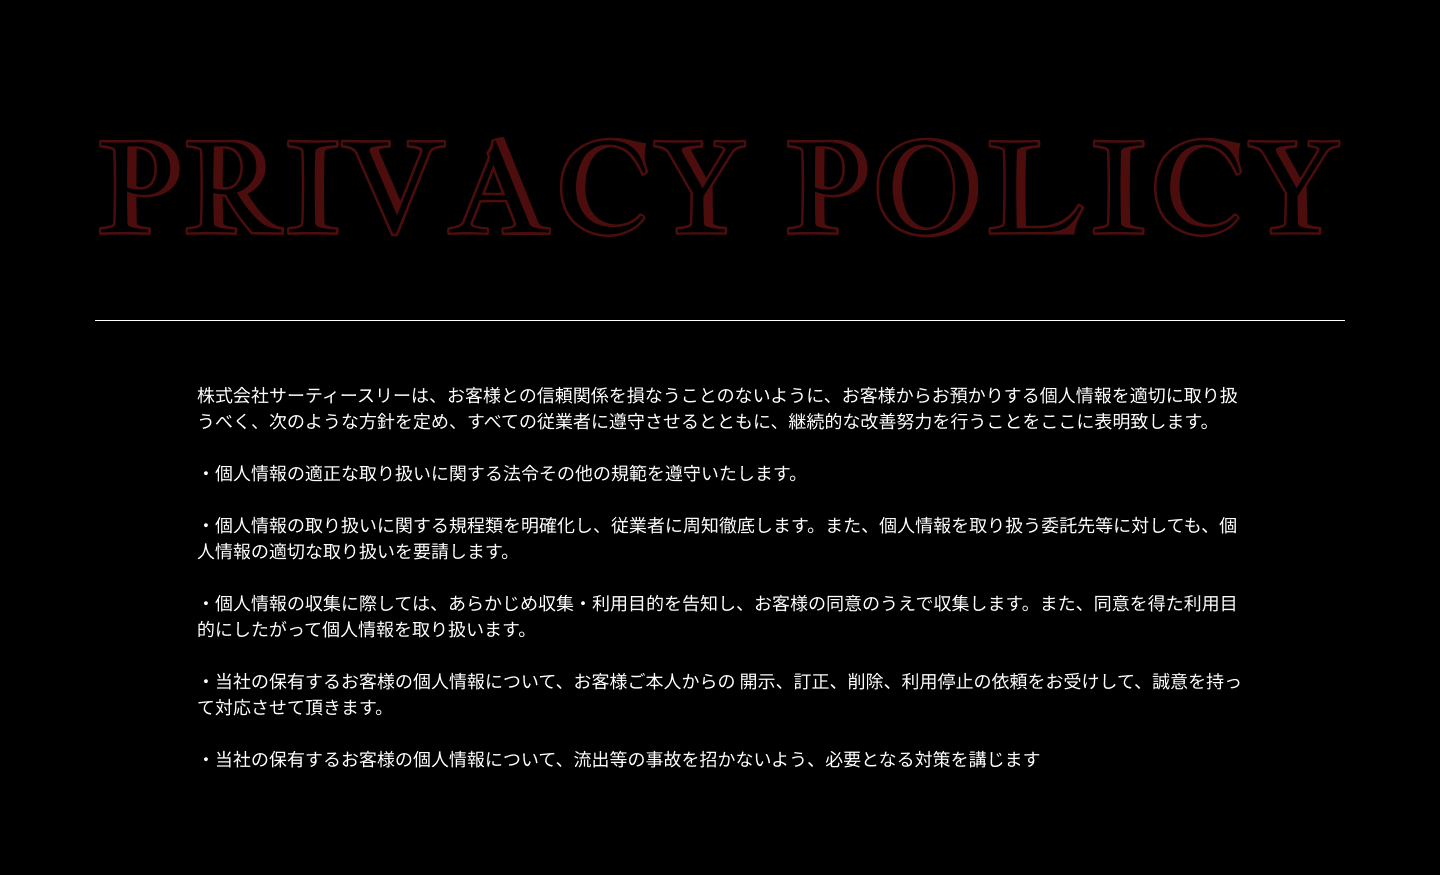 PRIVACY POLICY
株式会社サーティースリーは、お客様との信頼関係を損なうことのないように、お客様からお預かりする個人情報を適切に取り扱
うべく、次のような方針を定め、すべての従業者に遵守させるとともに、継続的な改善努力を行うことをここに表明致します。
・個人情報の適正な取り扱いに関する法令その他の規範を遵守いたします。
・個人情報の取り扱いに関する規程類を明確化し、従業者に周知徹底します。また、個人情報を取り扱う委託先等に対しても、個
人情報の適切な取り扱いを要請します。
・個人情報の収集に際しては、あらかじめ収集・利用目的を告知し、お客様の同意のうえで収集します。また、同意を得た利用目
的にしたがって個人情報を取り扱います。
・当社の保有するお客様の個人情報について、お客様ご本人からの 開示、訂正、削除、利用停止の依頼をお受けして、誠意を持っ
て対応させて頂きます。
・当社の保有するお客様の個人情報について、流出等の事故を招かないよう、必要となる対策を講じます